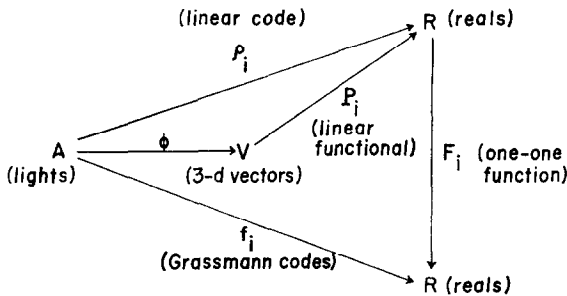 (linear code)
R (reals)
ρi
Pi
(linear
functional)
ϕ
A
V
Fi (one-one
function)
(lights)
(3-d vectors)
fi
(Grassmann codes)
R (reals)